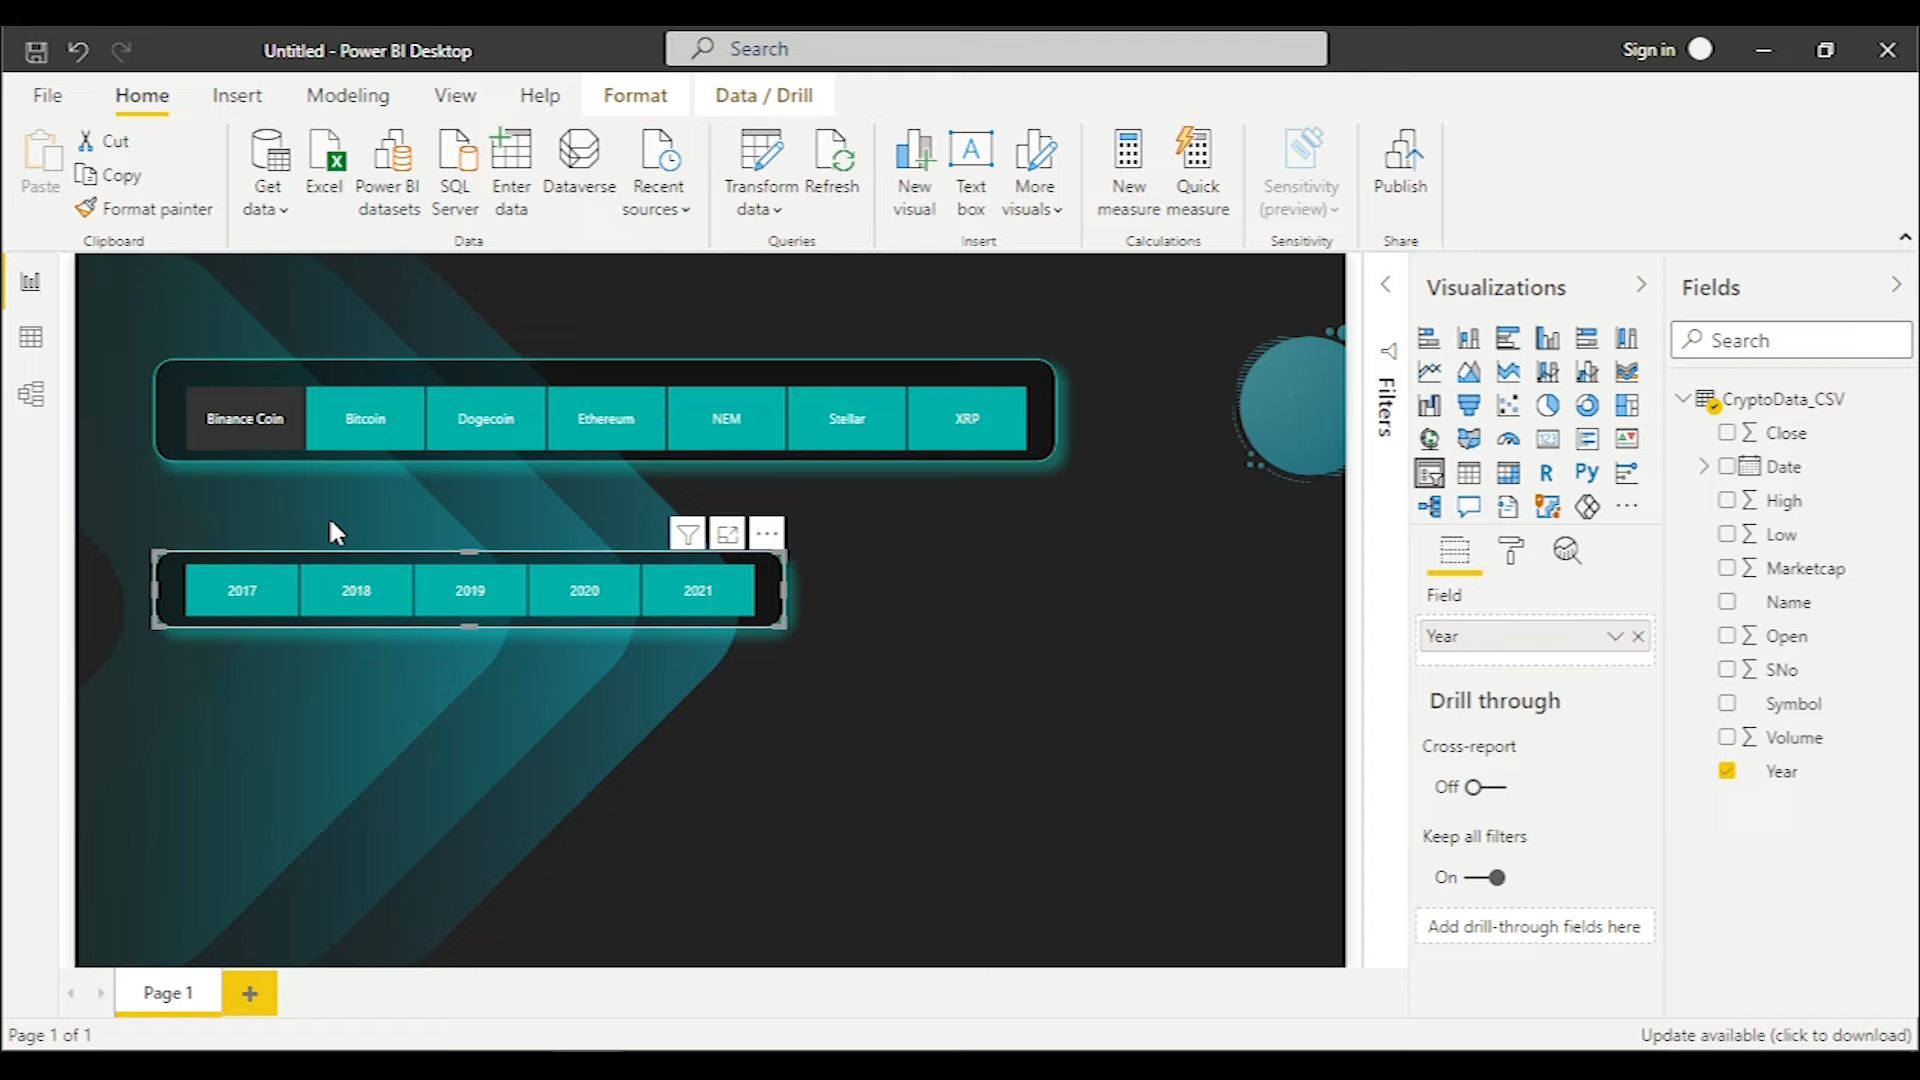 Untitled - Power BI Desktop
Search
Sign in
File
Home
Insert
Modeling
View
Help
Format
Data / Drill
Paste
Cut
Copy
Format painter
Clipboard
Get data
Excel
Power BI datasets
SQL Server
Enter data
Dataverse
Recent sources
Data
Transform data
Refresh
Queries
New visual
Text box
More visuals
Insert
New measure
Quick measure
Calculations
Sensitivity (preview)
Sensitivity
Publish
Share
Binance Coin
Bitcoin
Dogecoin
Ethereum
NEM
Stellar
XRP
2017
2018
2019
2020
2021
Filters
Visualizations
R
Py
123
Field
Year
Drill through
Cross-report
Off
Keep all filters
On
Add drill-through fields here
Fields
Search
CryptoData_CSV
Close
Date
High
Low
Marketcap
Name
Open
SNo
Symbol
Volume
Year
Page 1
Page 1 of 1
Update available (click to download)